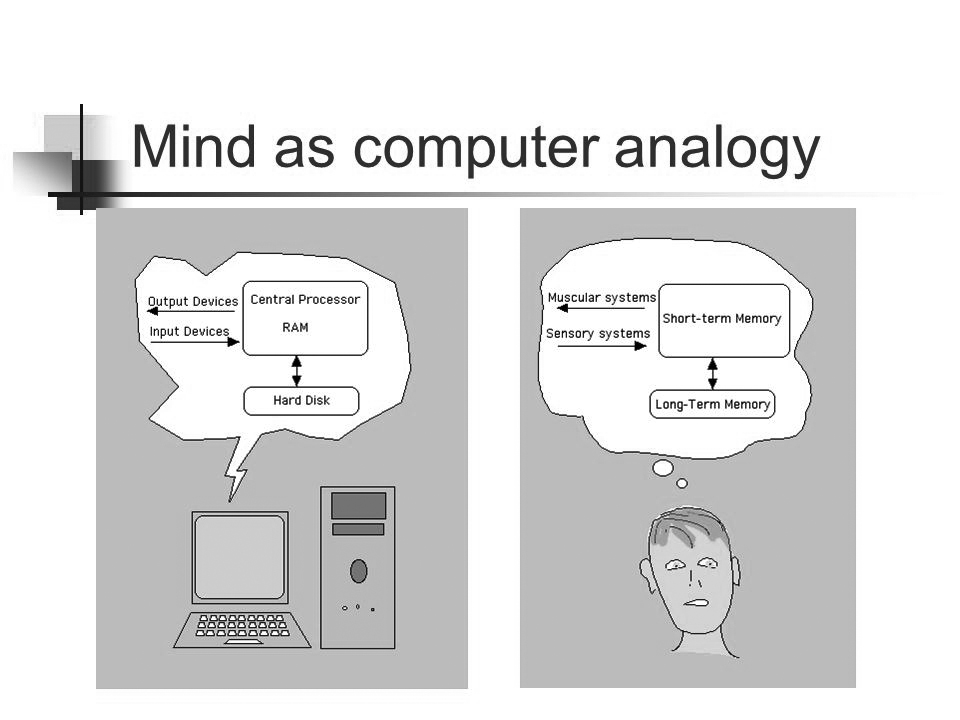 Mind as computer analogy
Output Devices
Input Devices
Central Processor
RAM
Hard Disk
Muscular systems
Sensory systems
Short-term Memory
Long-Term Memory